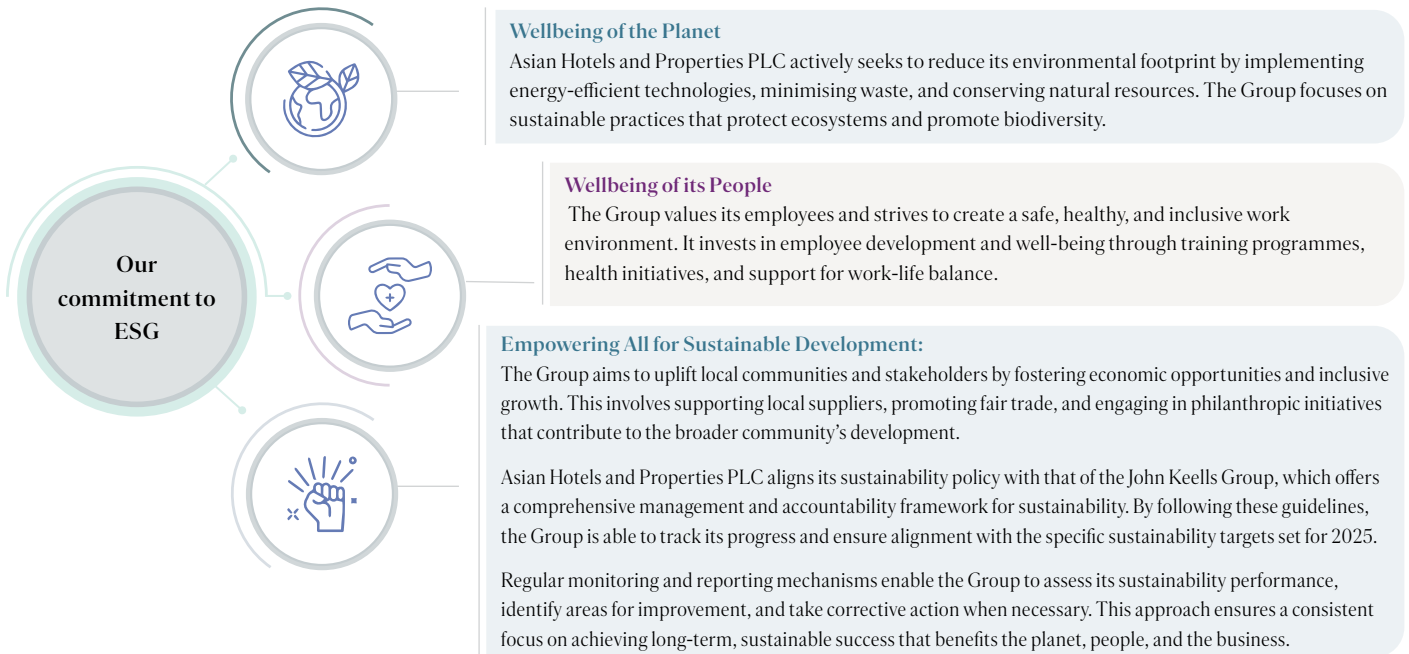 Our
commitment to
ESG
Wellbeing of the Planet
Asian Hotels and Properties PLC actively seeks to reduce its environmental footprint by implementing
energy-efficient technologies, minimising waste, and conserving natural resources. The Group focuses on
sustainable practices that protect ecosystems and promote biodiversity.
Wellbeing of its People
The Group values its employees and strives to create a safe, healthy, and inclusive work
environment. It invests in employee development and well-being through training programmes,
health initiatives, and support for work-life balance.
Empowering All for Sustainable Development:
The Group aims to uplift local communities and stakeholders by fostering economic opportunities and inclusive
growth. This involves supporting local suppliers, promoting fair trade, and engaging in philanthropic initiatives
that contribute to the broader community’s development.
Asian Hotels and Properties PLC aligns its sustainability policy with that of the John Keells Group, which offers
a comprehensive management and accountability framework for sustainability. By following these guidelines,
the Group is able to track its progress and ensure alignment with the specific sustainability targets set for 2025.
Regular monitoring and reporting mechanisms enable the Group to assess its sustainability performance,
identify areas for improvement, and take corrective action when necessary. This approach ensures a consistent
focus on achieving long-term, sustainable success that benefits the planet, people, and the business.